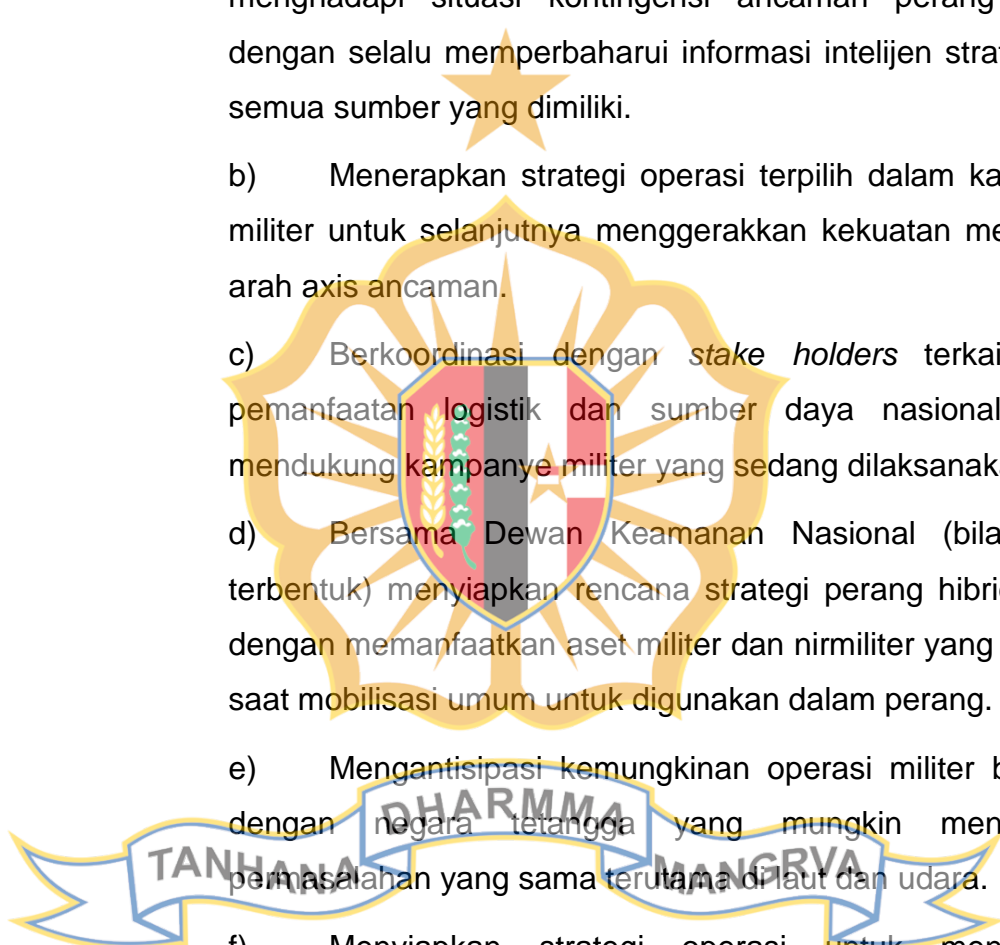 menghadapi situasi kontingensi ancaman perang
dengan selalu memperbaharui informasi intelijen strat
semua sumber yang dimiliki.
b) Menerapkan strategi operasi terpilih dalam ka
militer untuk selanjutnya menggerakkan kekuatan me
arah axis ancaman.
c) Berkoordinasi dengan stake holders terkai
pemanfaatan logistik dan sumber daya nasional
mendukung kampanye militer yang sedang dilaksanaka
d) Bersama Dewan Keamanan Nasional (bila
terbentuk) menyiapkan rencana strategi perang hibri
dengan memanfaatkan aset militer dan nirmiliter yang
saat mobilisasi umum untuk digunakan dalam perang.
e) Mengantisipasi kemungkinan operasi militer b
dengan negara tetangga yang mungkin men
permasalahan yang sama terutama di laut dan udara.
f) Menyiapkan strategi operasi untuk men
TANHANA DHARMMA MANGRVA